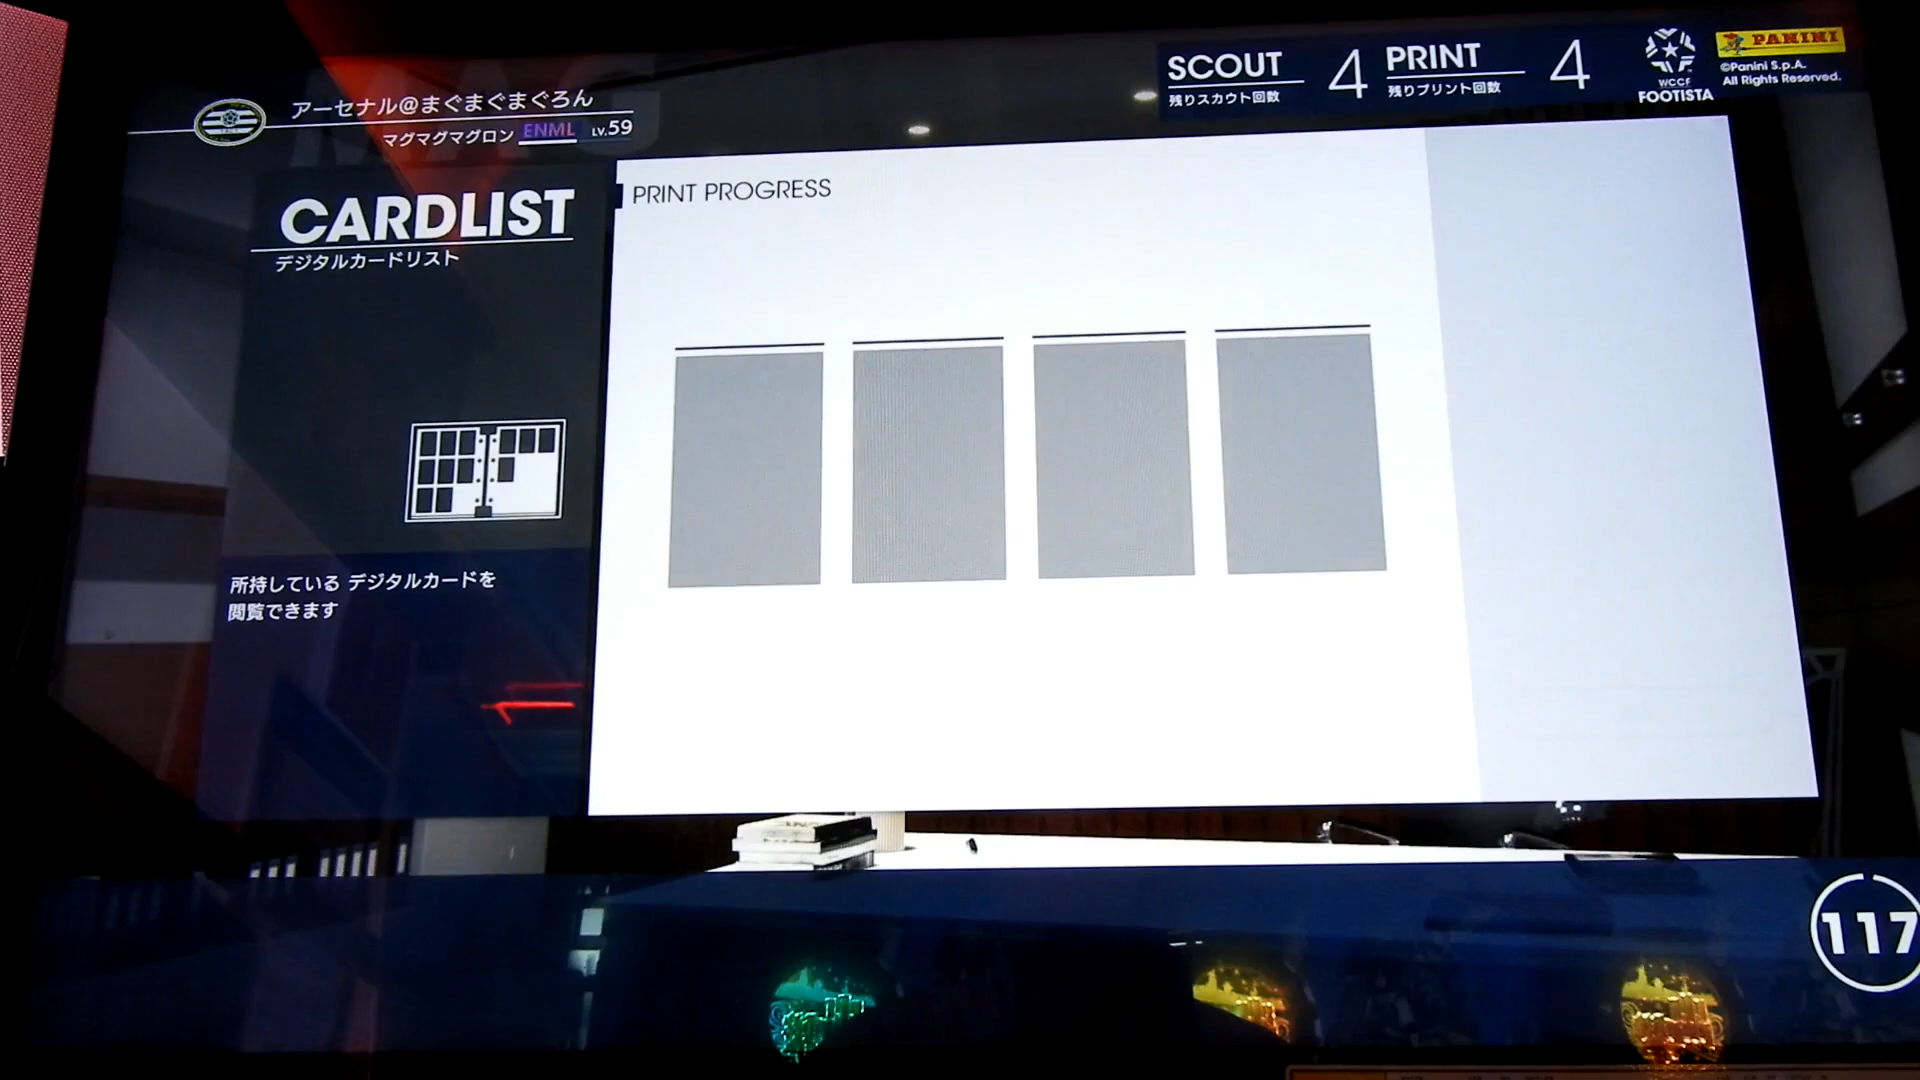 アーセナル@まぐまぐまぐろん
マグマグマグロン ENML LV.59
SCOUT 4
残りスカウト回数
PRINT 4
残りプリント回数
WCCF
FOOTISTA
PANINI
©Panini S.p.A.
All Rights Reserved.
CARDLIST
デジタルカードリスト
PRINT PROGRESS
所持している デジタルカードを
閲覧できます
117